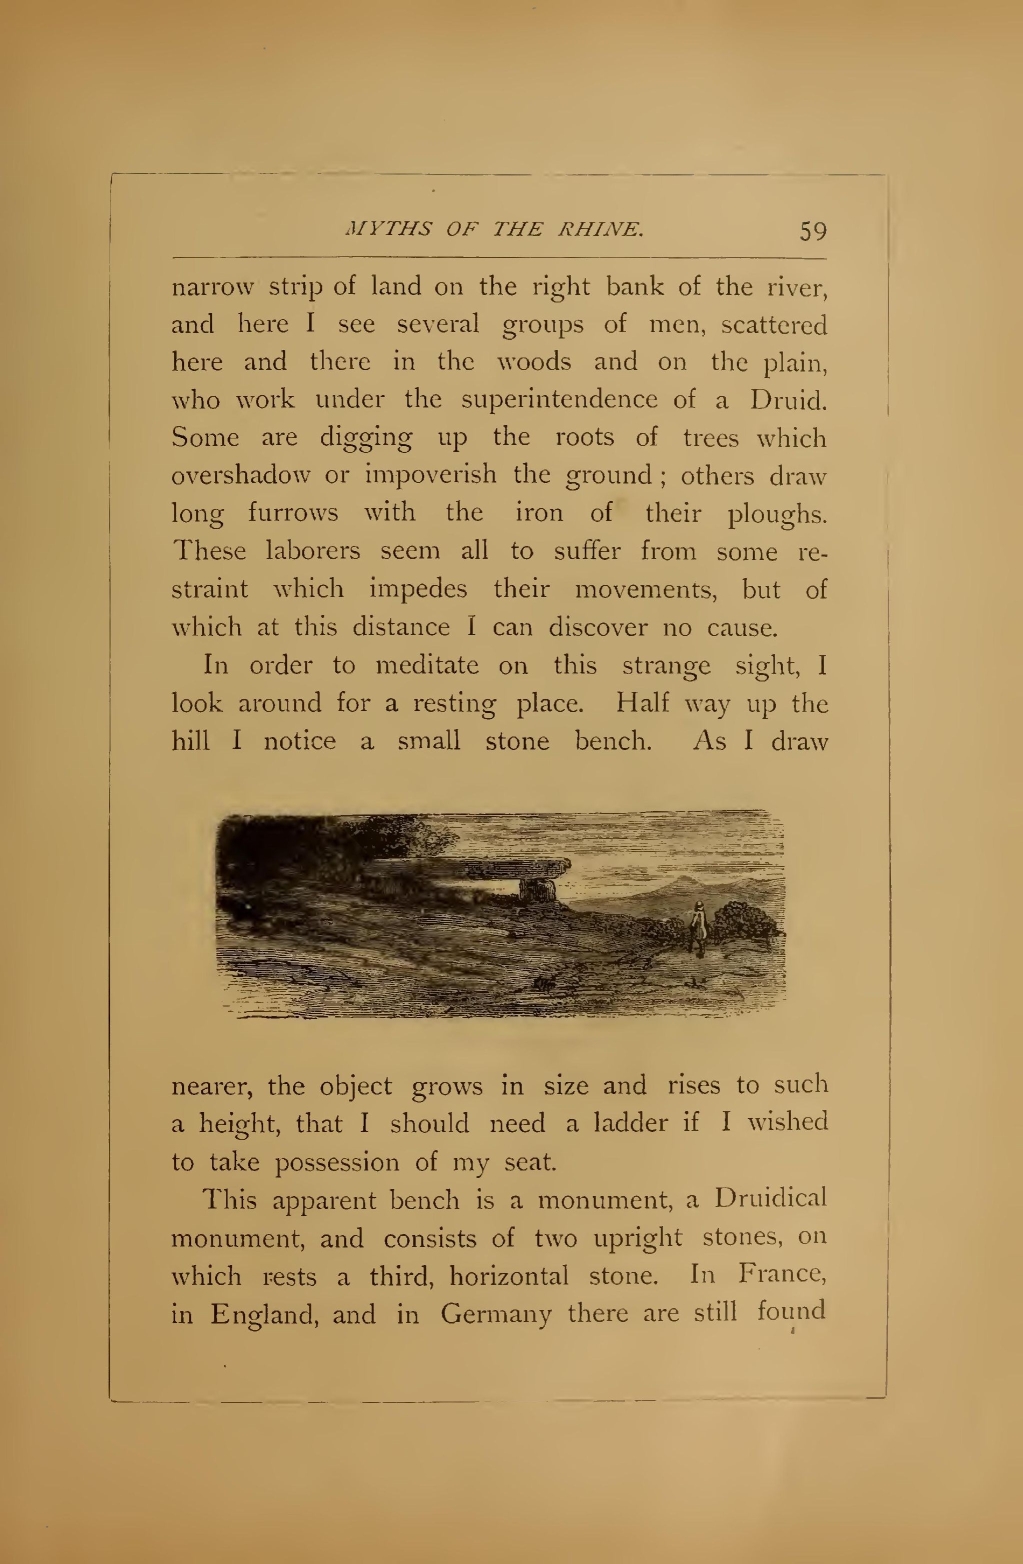 MYTHS OF THE RHINE. 59
narrow strip of land on the right bank of the river,
and here I see several groups of men, scattered
here and there in the woods and on the plain,
who work under the superintendence of a Druid.
Some are digging up the roots of trees which
overshadow or impoverish the ground ; others draw
long furrows with the iron of their ploughs.
These laborers seem all to suffer from some re-
straint which impedes their movements, but of
which at this distance I can discover no cause.
In order to meditate on this strange sight, I
look around for a resting place. Half way up the
hill I notice a small stone bench. As I draw
nearer, the object grows in size and rises to such
a height, that I should need a ladder if I wished
to take possession of my seat.
This apparent bench is a monument, a Druidical
monument, and consists of two upright stones, on
which rests a third, horizontal stone. In France,
in England, and in Germany there are still found